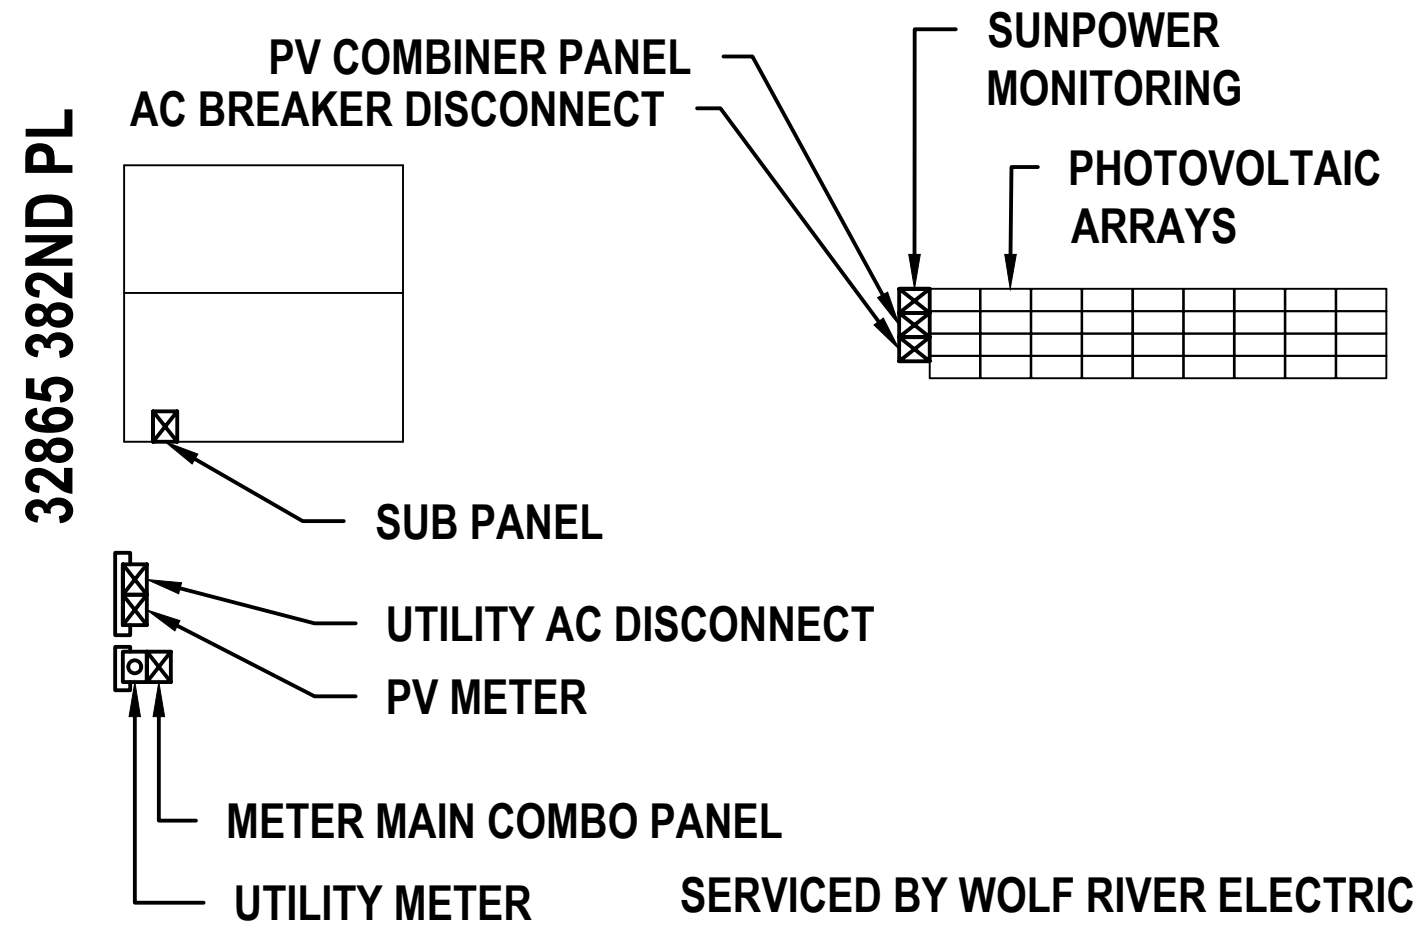 SUNPOWER
MONITORING
PV COMBINER PANEL
AC BREAKER DISCONNECT
PHOTOVOLTAIC
ARRAYS
32865 382ND PL
SUB PANEL
UTILITY AC DISCONNECT
PV METER
METER MAIN COMBO PANEL
UTILITY METER
SERVICED BY WOLF RIVER ELECTRIC